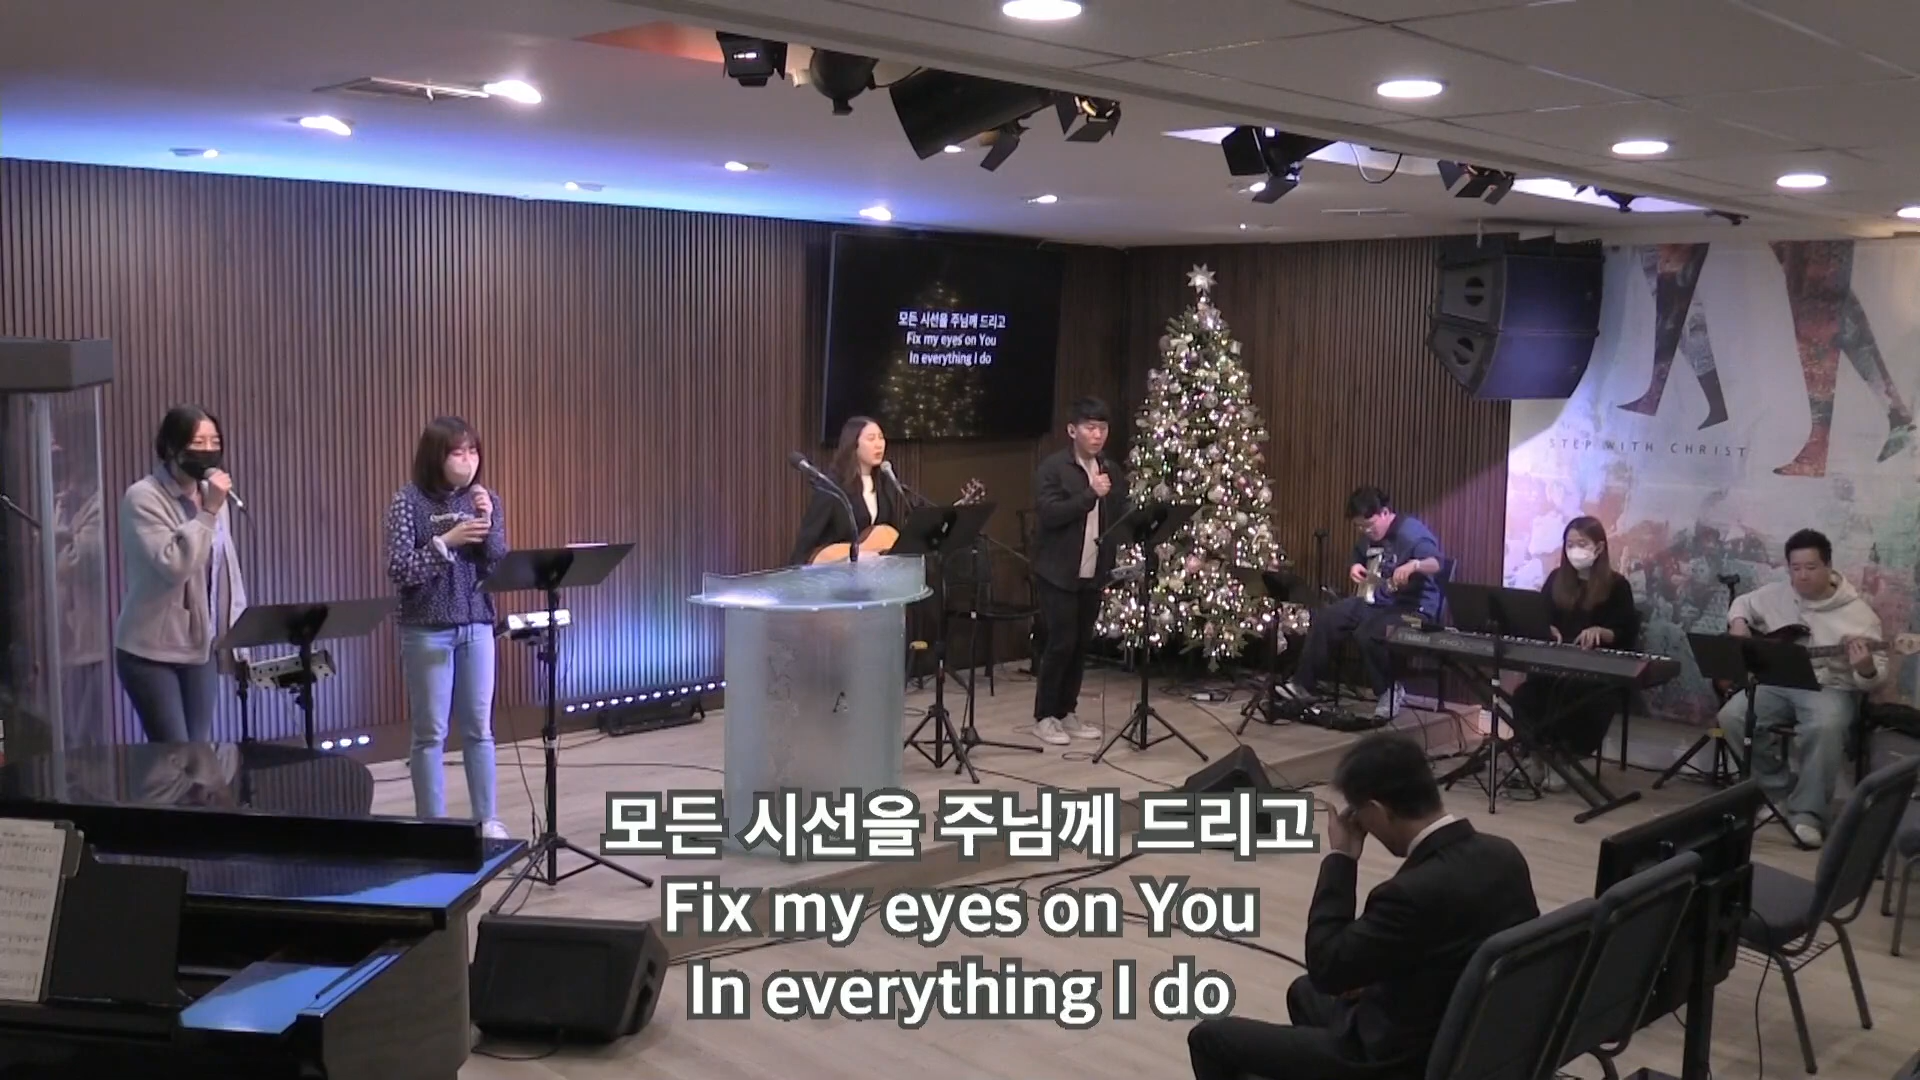 모든 시선을 주님께 드리고
Fix my eyes on You
In everything I do
STEP WITH CHRIST
YAMAHA
모든 시선을 주님께 드리고
Fix my eyes on You
In everything I do